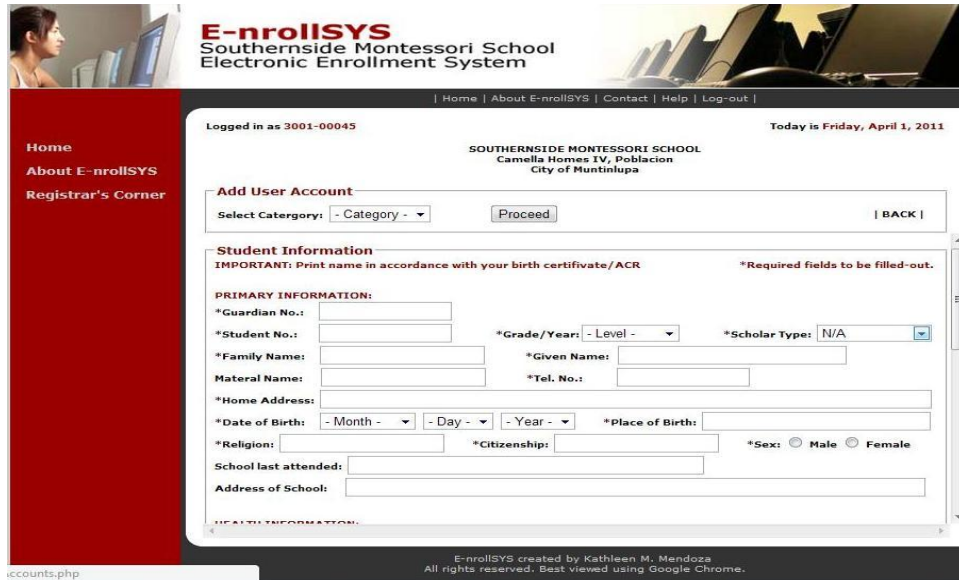 E-nrollSYS
Southernside Montessori School
Electronic Enrollment System
| Home | About E-nrollSYS | Contact | Help | Log-out |
Home
About E-nrollSYS
Registrar's Corner
Logged in as 3001-00045 Today is Friday, April 1, 2011
SOUTHERNSIDE MONTESSORI SCHOOL
Camella Homes IV, Poblacion
City of Muntinlupa
Add User Account
Select Catergory: - Category - Proceed | BACK |
Student Information
IMPORTANT: Print name in accordance with your birth certifivate/ACR *Required fields to be filled-out.
PRIMARY INFORMATION:
*Guardian No.:
*Student No.: *Grade/Year: - Level - *Scholar Type: N/A
*Family Name: *Given Name:
Materal Name: *Tel. No.:
*Home Address:
*Date of Birth: - Month - - Day - - Year - *Place of Birth:
*Religion: *Citizenship: *Sex: Male Female
School last attended:
Address of School:
HEALTH INFORMATION:
E-nrollSYS created by Kathleen M. Mendoza
All rights reserved. Best viewed using Google Chrome.
ccounts.php